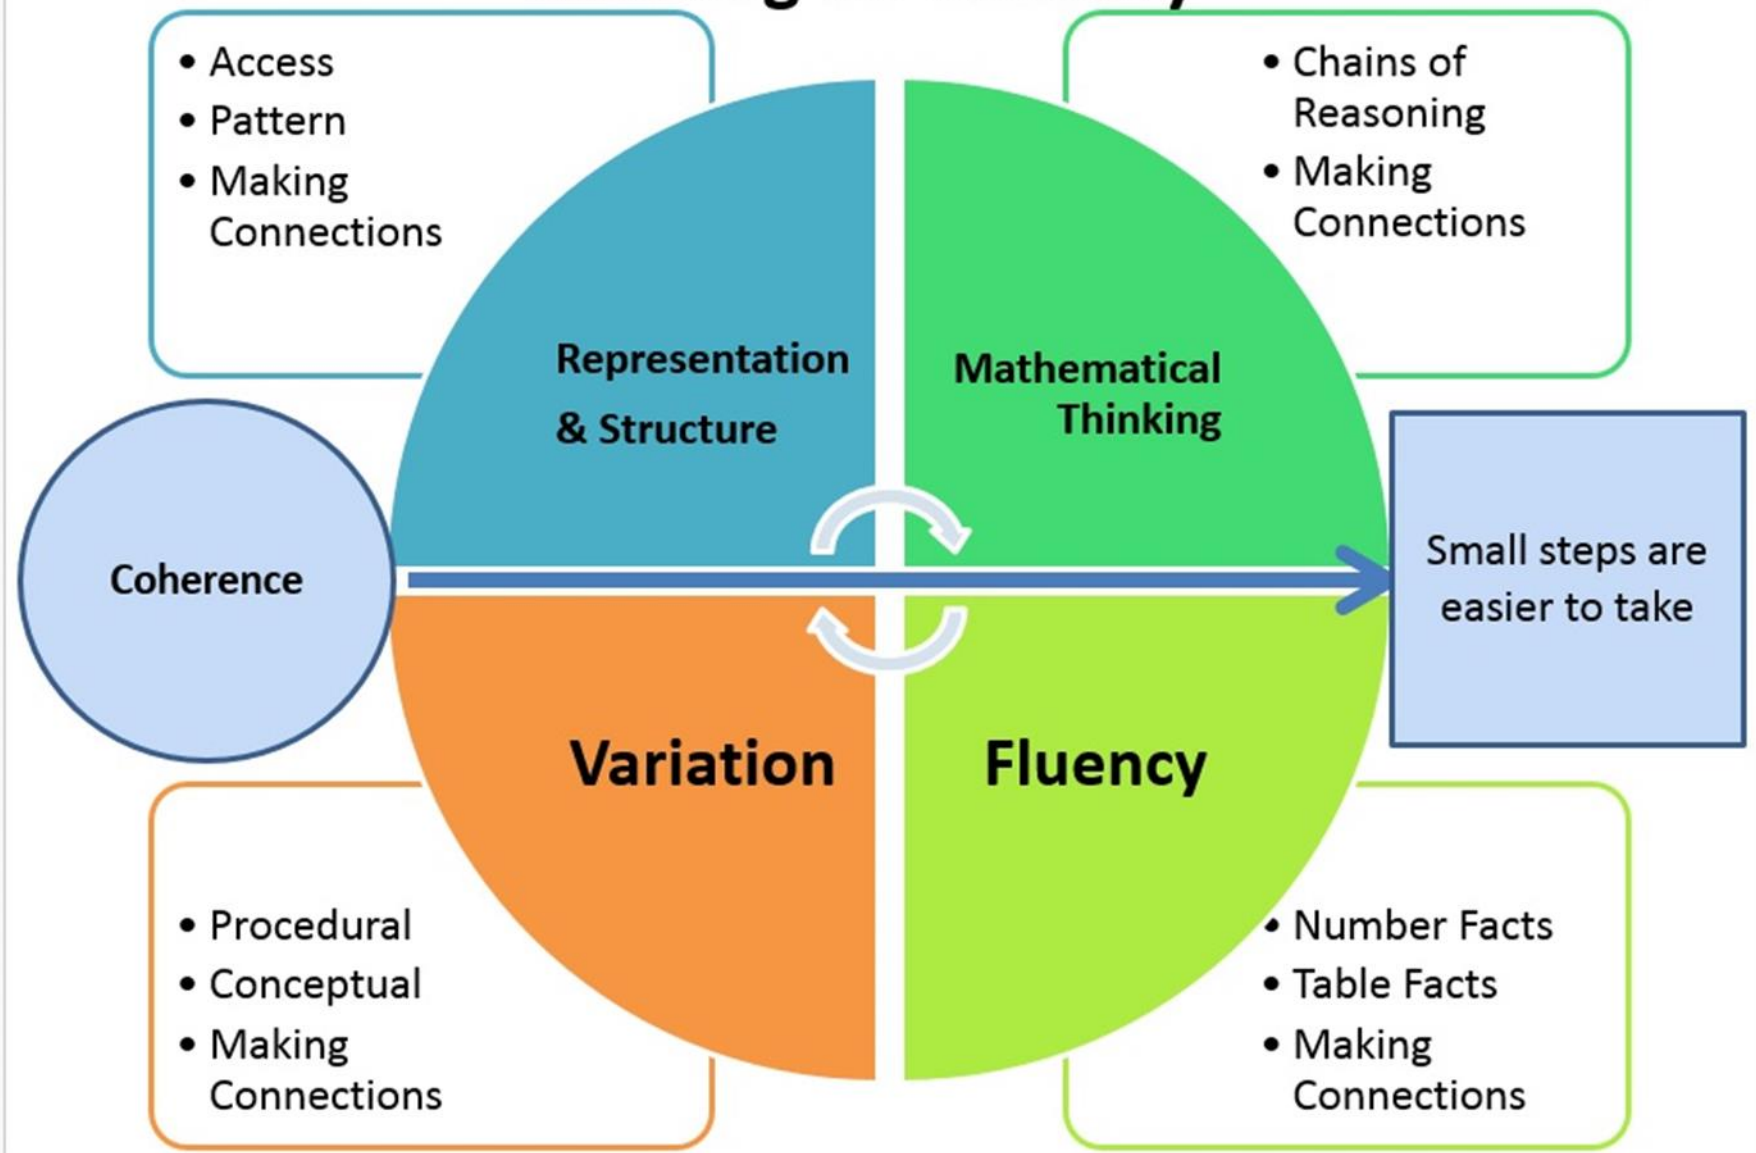 • Access
• Pattern
• Making
Connections
• Chains of
Reasoning
• Making
Connections
Representation
& Structure
Mathematical
Thinking
Coherence
Small steps are
easier to take
Variation
Fluency
• Procedural
• Conceptual
• Making
Connections
• Number Facts
• Table Facts
• Making
Connections